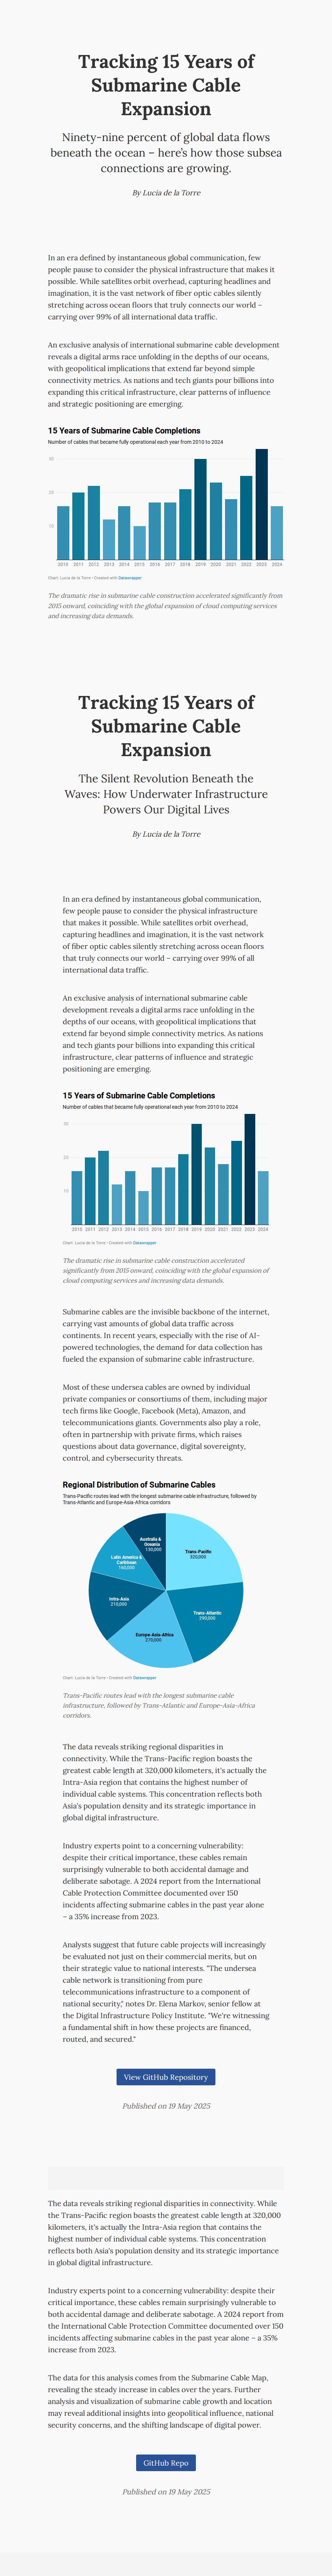 Tracking 15 Years of
Submarine Cable
Expansion
Ninety-nine percent of global data flows
beneath the ocean – here's how those subsea
connections are growing.
By Lucia de la Torre
In an era defined by instantaneous global communication, few
people pause to consider the physical infrastructure that makes it
possible. While satellites orbit overhead, capturing headlines and
imagination, it is the vast network of fiber optic cables silently
stretching across ocean floors that truly connects our world –
carrying over 99% of all international data traffic.
An exclusive analysis of international submarine cable development
reveals a digital arms race unfolding in the depths of our oceans,
with geopolitical implications that extend far beyond simple
connectivity metrics. As nations and tech giants pour billions into
expanding this critical infrastructure, clear patterns of influence
and strategic positioning are emerging.
15 Years of Submarine Cable Completions
Number of cables that became fully operational each year from 2010 to 2024
30
20
10
2010 2011 2012 2013 2014 2015 2016 2017 2018 2019 2020 2021 2022 2023 2024
Chart: Lucia de la Torre • Created with Datawrapper
The dramatic rise in submarine cable construction accelerated significantly from
2015 onward, coinciding with the global expansion of cloud computing services
and increasing data demands.
Tracking 15 Years of
Submarine Cable
Expansion
The Silent Revolution Beneath the
Waves: How Underwater Infrastructure
Powers Our Digital Lives
By Lucia de la Torre
In an era defined by instantaneous global communication,
few people pause to consider the physical infrastructure
that makes it possible. While satellites orbit overhead,
capturing headlines and imagination, it is the vast network
of fiber optic cables silently stretching across ocean floors
that truly connects our world – carrying over 99% of all
international data traffic.
An exclusive analysis of international submarine cable
development reveals a digital arms race unfolding in the
depths of our oceans, with geopolitical implications that
extend far beyond simple connectivity metrics. As nations
and tech giants pour billions into expanding this critical
infrastructure, clear patterns of influence and strategic
positioning are emerging.
15 Years of Submarine Cable Completions
Number of cables that became fully operational each year from 2010 to 2024
30
20
10
2010 2011 2012 2013 2014 2015 2016 2017 2018 2019 2020 2021 2022 2023 2024
Chart: Lucia de la Torre • Created with Datawrapper
The dramatic rise in submarine cable construction accelerated
significantly from 2015 onward, coinciding with the global expansion of
cloud computing services and increasing data demands.
Submarine cables are the invisible backbone of the internet,
carrying vast amounts of global data traffic across
continents. In recent years, especially with the rise of AI-
powered technologies, the demand for data collection has
fueled the expansion of submarine cable infrastructure.
Most of these undersea cables are owned by individual
private companies or consortiums of them, including major
tech firms like Google, Facebook (Meta), Amazon, and
telecommunications giants. Governments also play a role,
often in partnership with private firms, which raises
questions about data governance, digital sovereignty,
control, and cybersecurity threats.
Regional Distribution of Submarine Cables
Trans-Pacific routes lead with the longest submarine cable infrastructure, followed by
Trans-Atlantic and Europe-Asia-Africa corridors
Australia &
Oceania
130,000
Trans-Pacific
320,000
Latin America &
Caribbean
160,000
Intra-Asia
210,000
Trans-Atlantic
290,000
Europe-Asia-Africa
270,000
Chart: Lucia de la Torre • Created with Datawrapper
Trans-Pacific routes lead with the longest submarine cable
infrastructure, followed by Trans-Atlantic and Europe-Asia-Africa
corridors.
The data reveals striking regional disparities in
connectivity. While the Trans-Pacific region boasts the
greatest cable length at 320,000 kilometers, it's actually the
Intra-Asia region that contains the highest number of
individual cable systems. This concentration reflects both
Asia's population density and its strategic importance in
global digital infrastructure.
Industry experts point to a concerning vulnerability:
despite their critical importance, these cables remain
surprisingly vulnerable to both accidental damage and
deliberate sabotage. A 2024 report from the International
Cable Protection Committee documented over 150
incidents affecting submarine cables in the past year alone
– a 35% increase from 2023.
Analysts suggest that future cable projects will increasingly
be evaluated not just on their commercial merits, but on
their strategic value to national interests. "The undersea
cable network is transitioning from pure
telecommunications infrastructure to a component of
national security," notes Dr. Elena Markov, senior fellow at
the Digital Infrastructure Policy Institute. "We're witnessing
a fundamental shift in how these projects are financed,
routed, and secured."
View GitHub Repository
Published on 19 May 2025
The data reveals striking regional disparities in connectivity. While
the Trans-Pacific region boasts the greatest cable length at 320,000
kilometers, it's actually the Intra-Asia region that contains the
highest number of individual cable systems. This concentration
reflects both Asia's population density and its strategic importance
in global digital infrastructure.
Industry experts point to a concerning vulnerability: despite their
critical importance, these cables remain surprisingly vulnerable to
both accidental damage and deliberate sabotage. A 2024 report from
the International Cable Protection Committee documented over 150
incidents affecting submarine cables in the past year alone – a 35%
increase from 2023.
The data for this analysis comes from the Submarine Cable Map,
revealing the steady increase in cables over the years. Further
analysis and visualization of submarine cable growth and location
may reveal additional insights into geopolitical influence, national
security concerns, and the shifting landscape of digital power.
GitHub Repo
Published on 19 May 2025